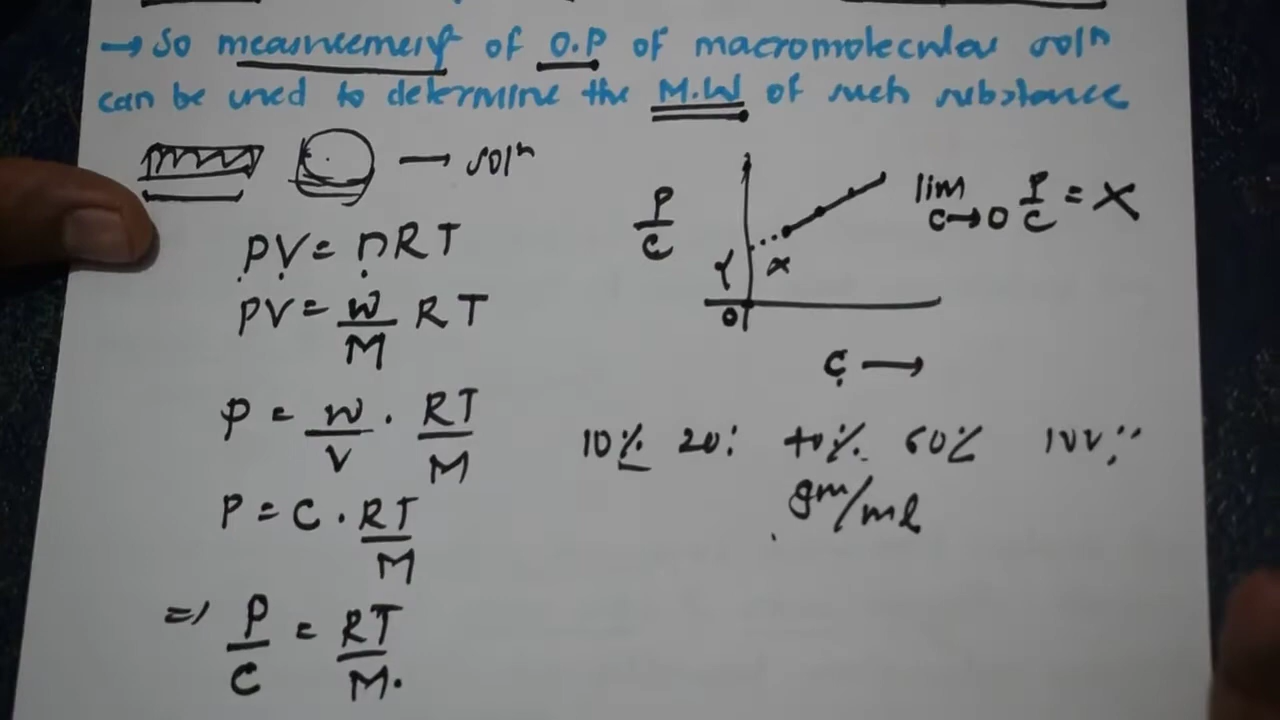 → So measurement of O.P of macromolecular solⁿ
can be used to determine the M.W of such substance
→ solⁿ
PV = nRT
PV = w/M RT
P = w/V . RT/M
P = C . RT/M
=) P/C = RT/M.
P/C
lim C→0 P/C = X
x
O
C →
10% 20% 40% 60% 100%
gm/ml